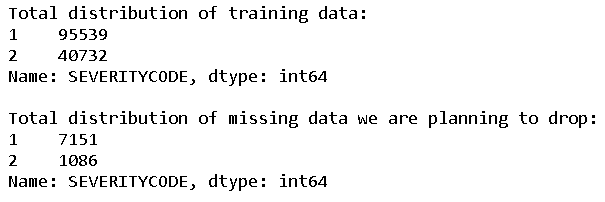 Total distribution of training data:
1    95539
2    40732
Name: SEVERITYCODE, dtype: int64

Total distribution of missing data we are planning to drop:
1    7151
2    1086
Name: SEVERITYCODE, dtype: int64